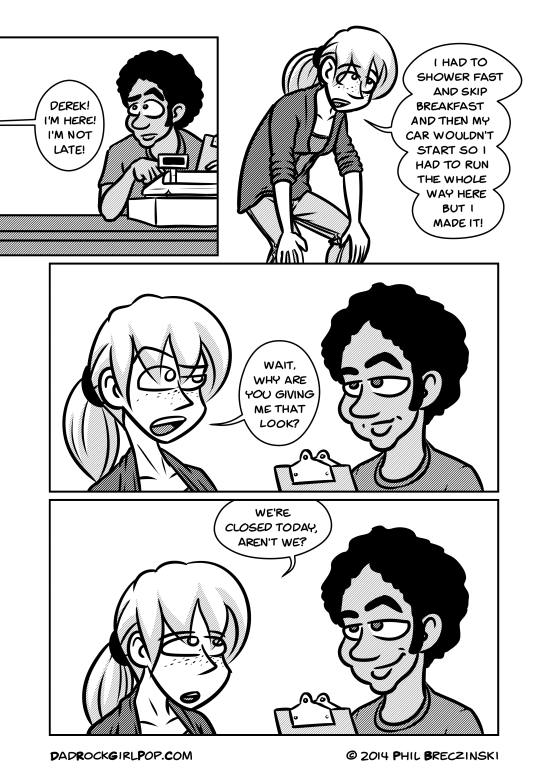 DEREK!
I'M HERE!
I'M NOT
LATE!
I HAD TO
SHOWER FAST
AND SKIP
BREAKFAST
AND THEN MY
CAR WOULDN'T
START SO I
HAD TO RUN
THE WHOLE
WAY HERE
BUT I
MADE IT!
WAIT,
WHY ARE
YOU GIVING
ME THAT
LOOK?
WE'RE
CLOSED TODAY,
AREN'T WE?
DADROCKGIRLPOP.COM
© 2014 PHIL BRECZINSKI